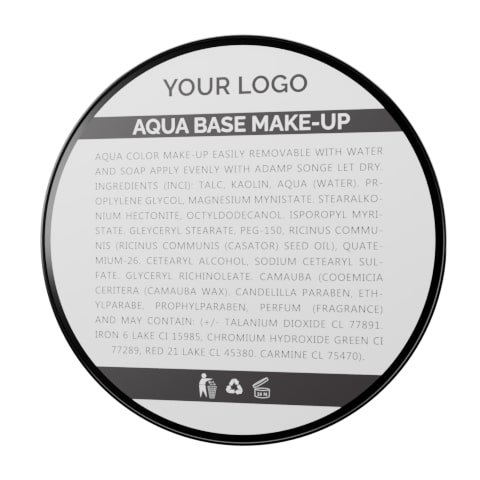 YOUR LOGO
AQUA BASE MAKE-UP
AQUA COLOR MAKE-UP EASILY REMOVABLE WITH WATER
AND SOAP APPLY EVENLY WITH ADAMP SONGE LET DRY.
INGREDIENTS (INCI): TALC, KAOLIN, AQUA (WATER). PR-
OPLYLENE GLYCOL, MAGNESIUM MYNISTATE. STEARALKO-
NIUM HECTONITE, OCTYLDODECANOL. ISPOROPYL MYRI-
STATE. GLEYCERYL STEARATE, PEG-150, RICINUS COMMU-
NIS (RICINUS COMMUNIS (CASATOR) SEED OIL), QUATE-
MIUM-26. CETEARYL ALCOHOL, SODIUM CETEARYL SUL-
FATE. GLYCERYL RICHINOLEATE. CAMAUBA (COOEMICIA
CERITERA (CAMAUBA WAX). CANDELILLA PARABEN, ETH-
YLPARABE, PROPHYLPARABEN, PERFUM (FRAGRANCE)
AND MAY CONTAIN: (+/- TALANIUM DIOXIDE CL 77891.
IRON 6 LAKE CI 15985, CHROMIUM HYDROXIDE GREEN CI
77289, RED 21 LAKE CL 45380. CARMINE CL 75470).
24 M